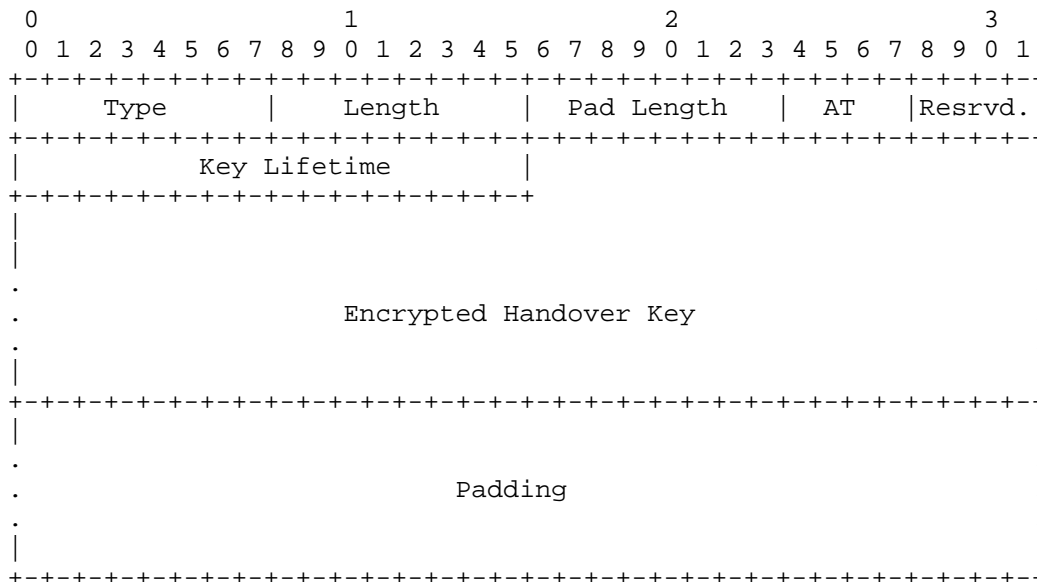 0                   1                   2                   3
 0 1 2 3 4 5 6 7 8 9 0 1 2 3 4 5 6 7 8 9 0 1 2 3 4 5 6 7 8 9 0 1
+-+-+-+-+-+-+-+-+-+-+-+-+-+-+-+-+-+-+-+-+-+-+-+-+-+-+-+-+-+-+-+--
|     Type      |    Length     |  Pad Length   |  AT   |Resrvd.
+-+-+-+-+-+-+-+-+-+-+-+-+-+-+-+-+-+-+-+-+-+-+-+-+-+-+-+-+-+-+-+--
|           Key Lifetime        |
+-+-+-+-+-+-+-+-+-+-+-+-+-+-+-+-+
|
|
.
.                    Encrypted Handover Key
.
|
+-+-+-+-+-+-+-+-+-+-+-+-+-+-+-+-+-+-+-+-+-+-+-+-+-+-+-+-+-+-+-+--
|
.
.                           Padding
.
|
+-+-+-+-+-+-+-+-+-+-+-+-+-+-+-+-+-+-+-+-+-+-+-+-+-+-+-+-+-+-+-+--